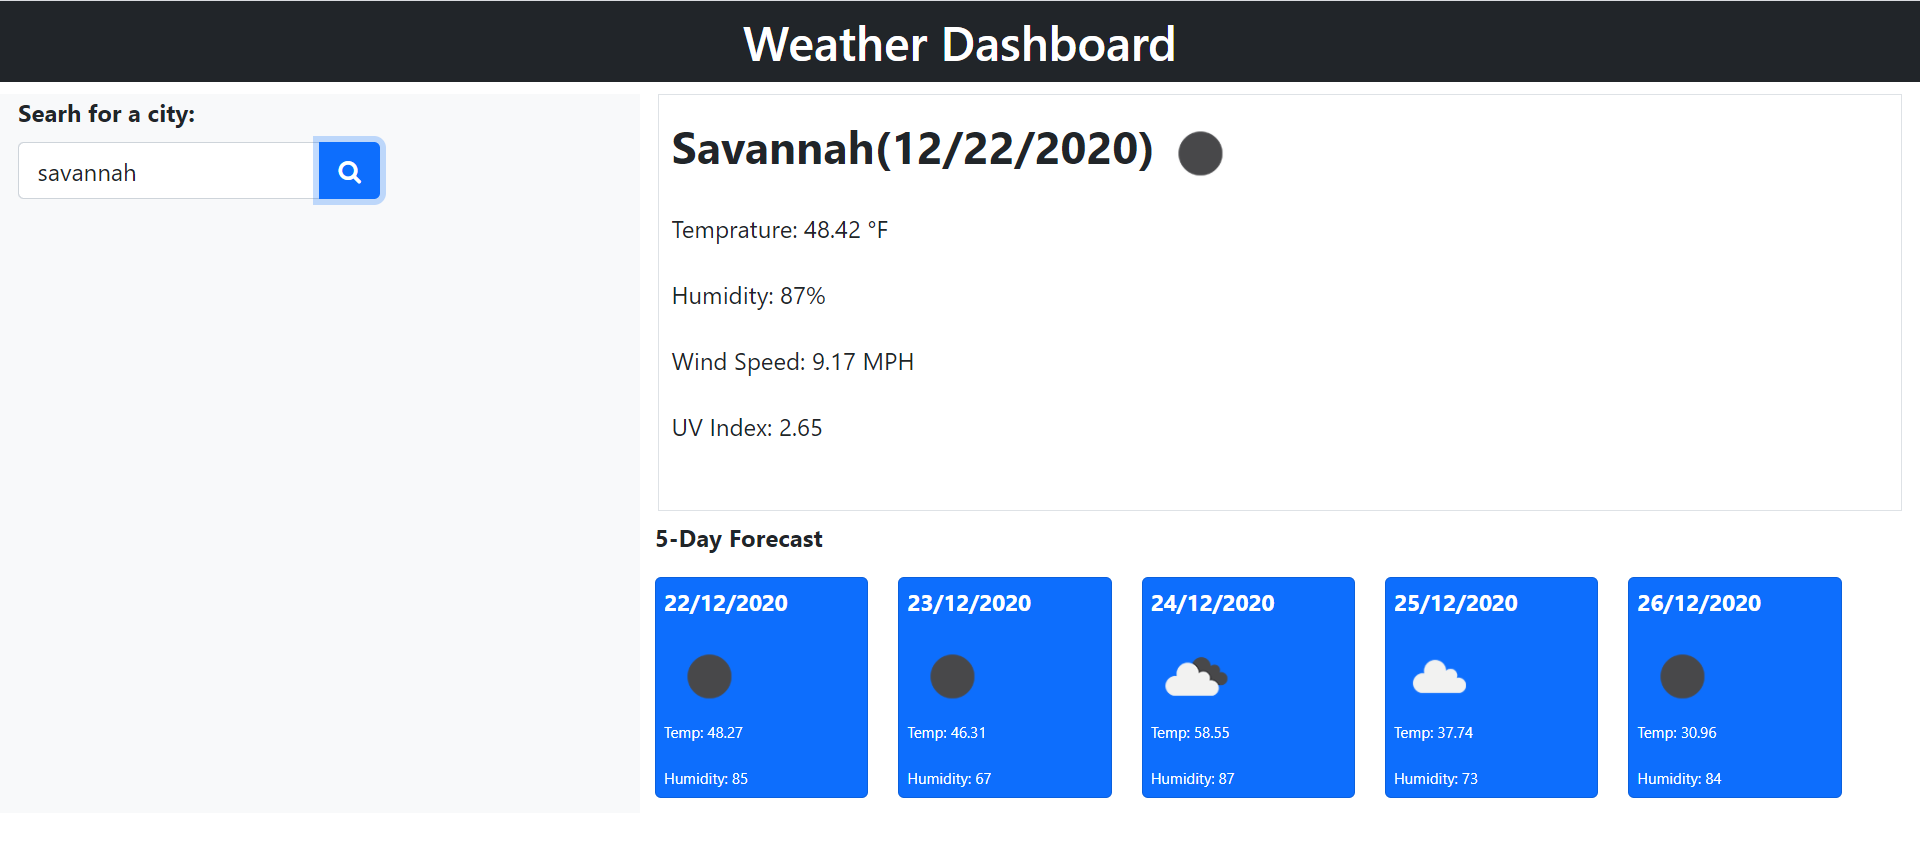 Weather Dashboard
Searh for a city:
savannah
Savannah(12/22/2020)
Temprature: 48.42 °F
Humidity: 87%
Wind Speed: 9.17 MPH
UV Index: 2.65
5-Day Forecast
22/12/2020
Temp: 48.27
Humidity: 85
23/12/2020
Temp: 46.31
Humidity: 67
24/12/2020
Temp: 58.55
Humidity: 87
25/12/2020
Temp: 37.74
Humidity: 73
26/12/2020
Temp: 30.96
Humidity: 84